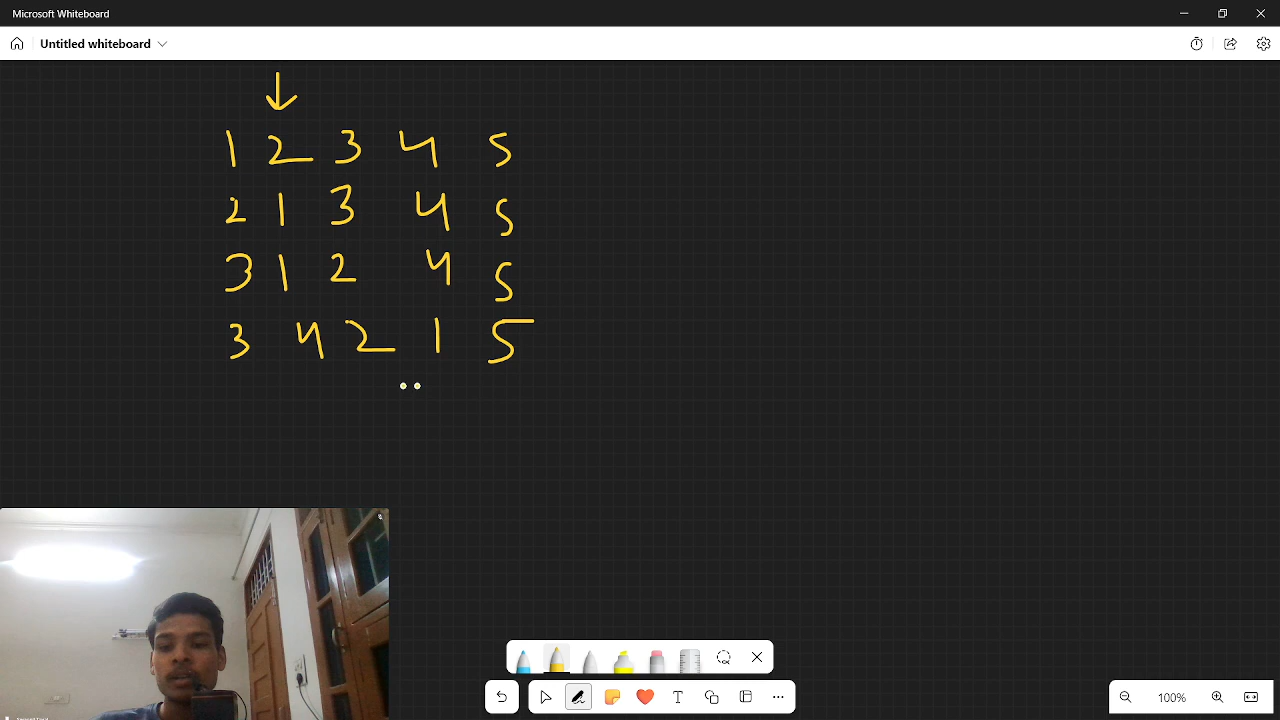 Microsoft Whiteboard
Untitled whiteboard
1 2 3 4 5
2 1 3 4 5
3 1 2 4 5
3 4 2 1 5
100%